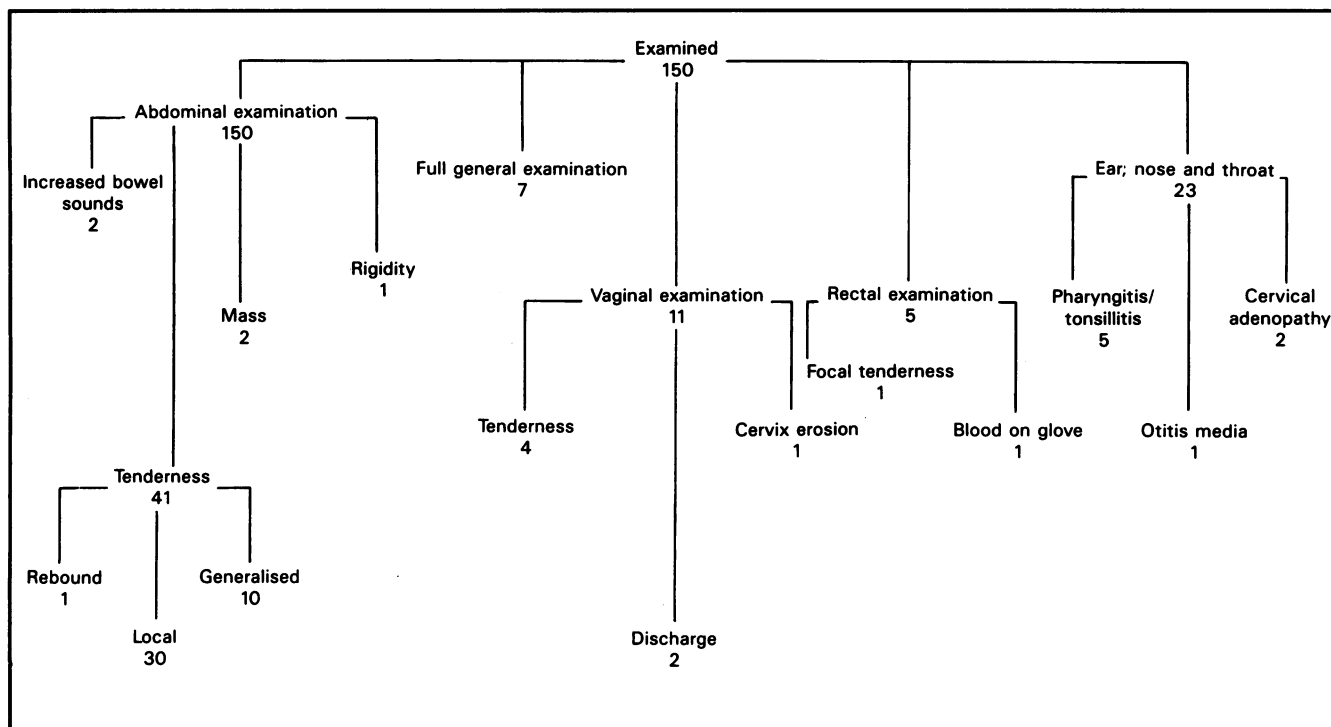 Examined
150
Abdominal examination
150
Increased bowel
sounds
2
Full general examination
7
Ear; nose and throat
23
Rigidity
1
Mass
2
Vaginal examination
11
Rectal examination
5
Pharyngitis/
tonsillitis
5
Cervical
adenopathy
2
Focal tenderness
1
Tenderness
4
Cervix erosion
1
Blood on glove
1
Otitis media
1
Tenderness
41
Rebound
1
Generalised
10
Local
30
Discharge
2